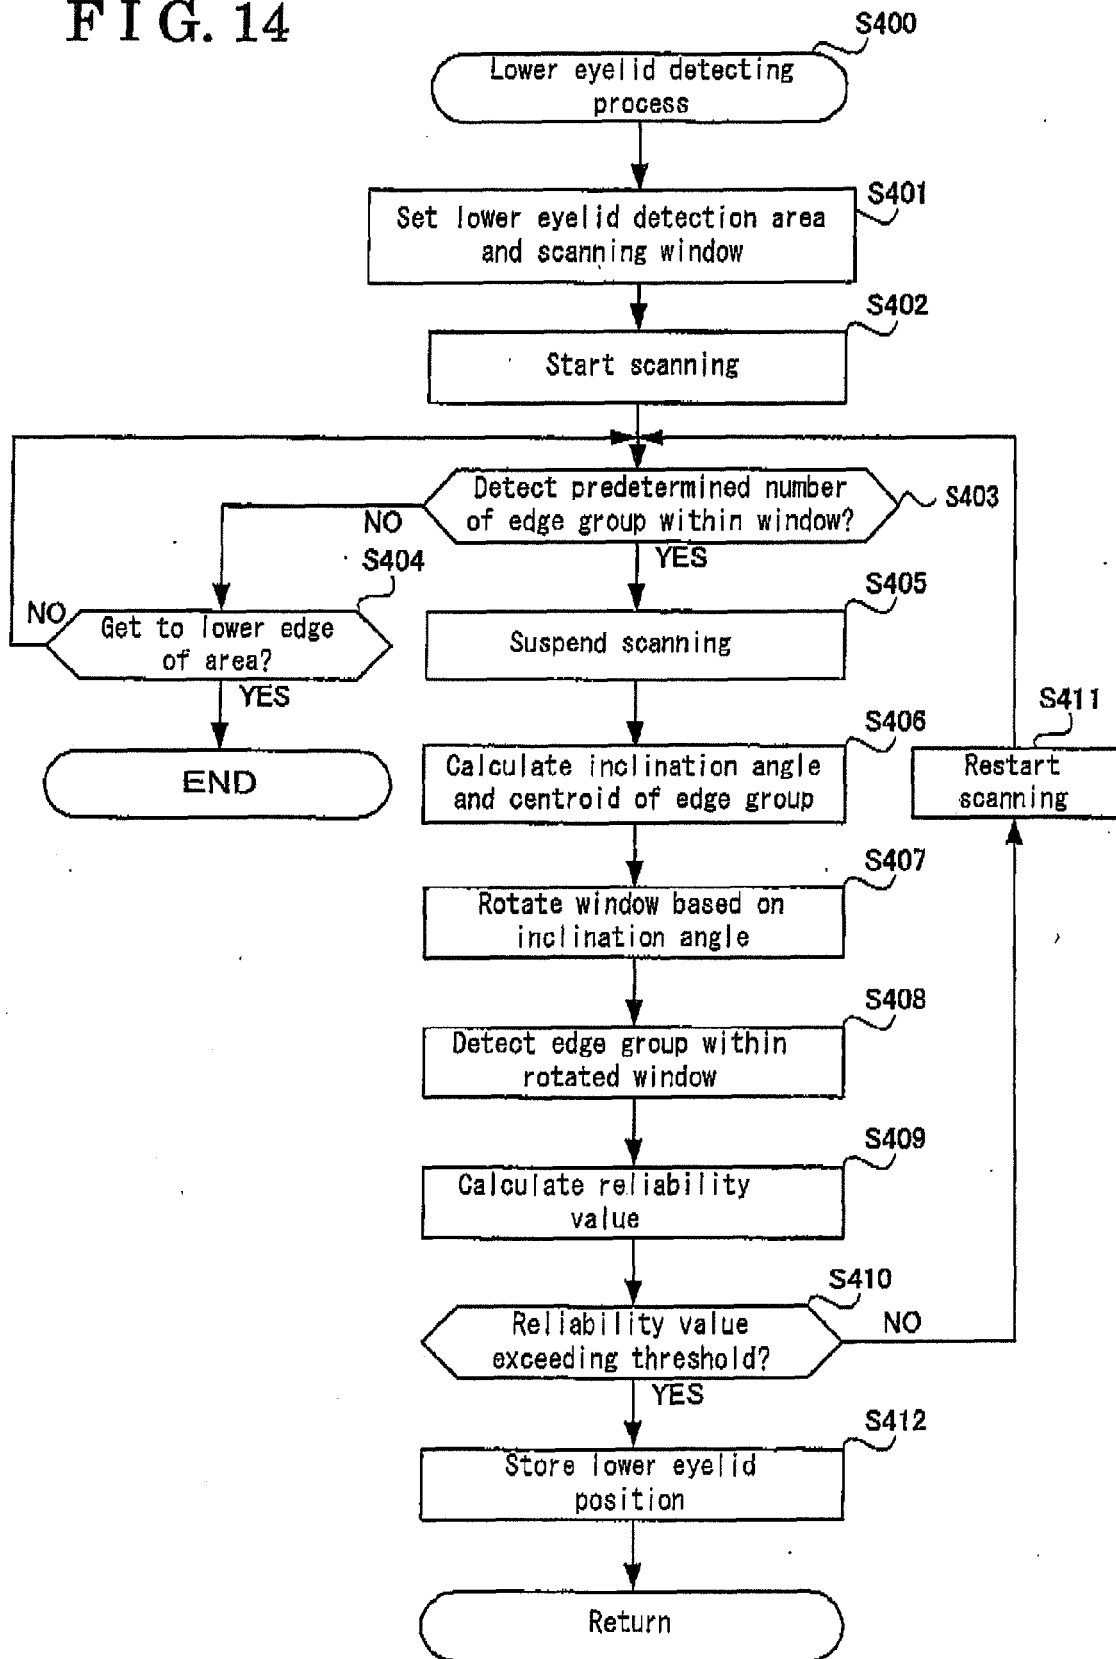 FIG. 14
S400
Lower eyelid detecting
process
S401
Set lower eyelid detection area
and scanning window
S402
Start scanning
Detect predetermined number
of edge group within window?
S403
NO
YES
S404
NO
Get to lower edge
of area?
YES
END
S405
Suspend scanning
S406
Calculate inclination angle
and centroid of edge group
S411
Restart
scanning
S407
Rotate window based on
inclination angle
S408
Detect edge group within
rotated window
S409
Calculate reliability
value
S410
Reliability value
exceeding threshold?
NO
YES
S412
Store lower eyelid
position
Return